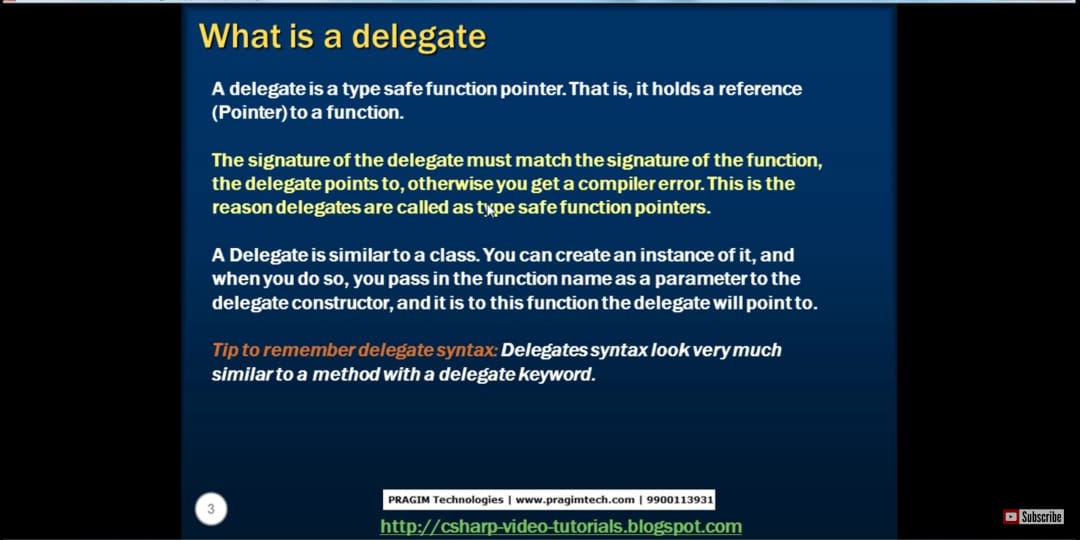 What is a delegate
A delegate is a type safe function pointer. That is, it holds a reference
(Pointer) to a function.
The signature of the delegate must match the signature of the function,
the delegate points to, otherwise you get a compiler error. This is the
reason delegates are called as type safe function pointers.
A Delegate is similar to a class. You can create an instance of it, and
when you do so, you pass in the function name as a parameter to the
delegate constructor, and it is to this function the delegate will point to.
Tip to remember delegate syntax: Delegates syntax look very much
similar to a method with a delegate keyword.
3
PRAGIM Technologies | www.pragimtech.com | 9900113931
http://csharp-video-tutorials.blogspot.com
Subscribe